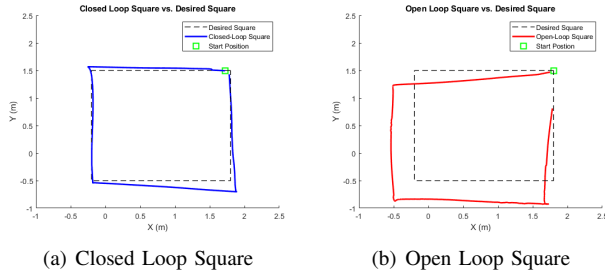 Closed Loop Square vs. Desired Square
Desired Square
Closed-Loop Square
Start Position
2.5
2
1.5
1
0.5
0
-0.5
-1
Y (m)
-1 -0.5 0 0.5 1 1.5 2 2.5
X (m)
(a) Closed Loop Square
Open Loop Square vs. Desired Square
Desired Square
Open-Loop Square
Start Position
2.5
2
1.5
1
0.5
0
-0.5
-1
Y (m)
-1 -0.5 0 0.5 1 1.5 2 2.5
X (m)
(b) Open Loop Square